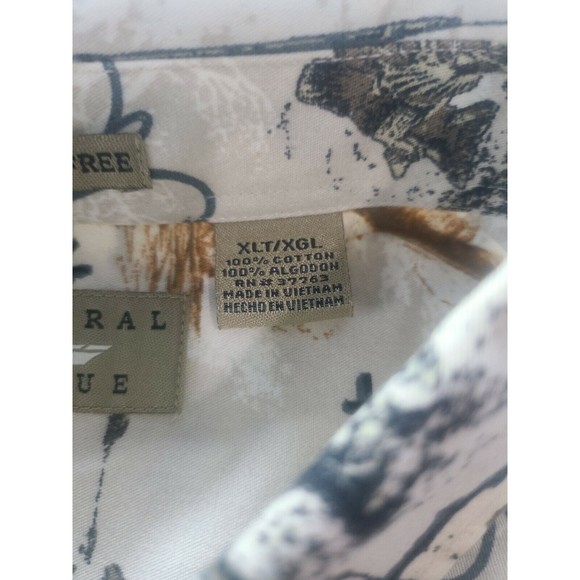 FREE
XLT/XGL
100% COTTON
100% ALGODON
RN# 37763
MADE IN VIETNAM
HECHO EN VIETNAM
RAL
UE